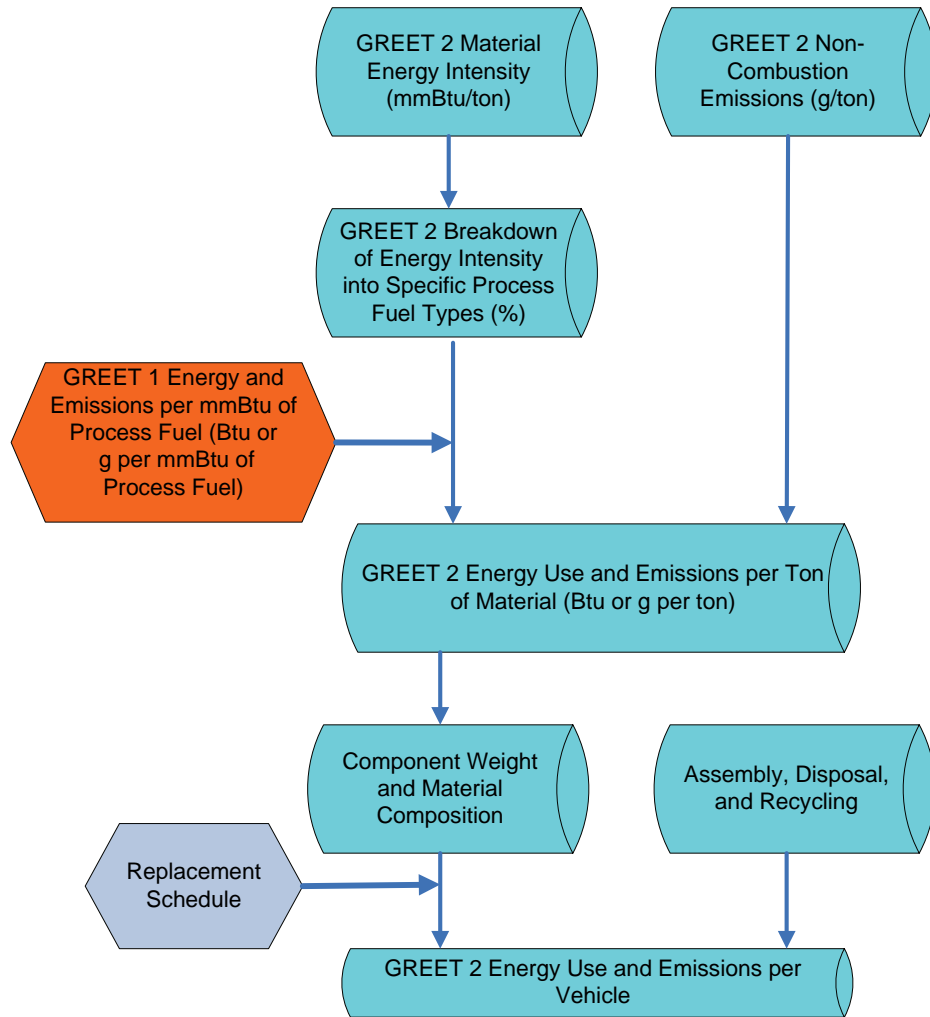 GREET 2 Material
Energy Intensity
(mmBtu/ton)
GREET 2 Non-
Combustion
Emissions (g/ton)
GREET 2 Breakdown
of Energy Intensity
into Specific Process
Fuel Types (%)
GREET 1 Energy and
Emissions per mmBtu of
Process Fuel (Btu or
g per mmBtu of
Process Fuel)
GREET 2 Energy Use and Emissions per Ton
of Material (Btu or g per ton)
Component Weight
and Material
Composition
Assembly, Disposal,
and Recycling
Replacement
Schedule
GREET 2 Energy Use and Emissions per
Vehicle